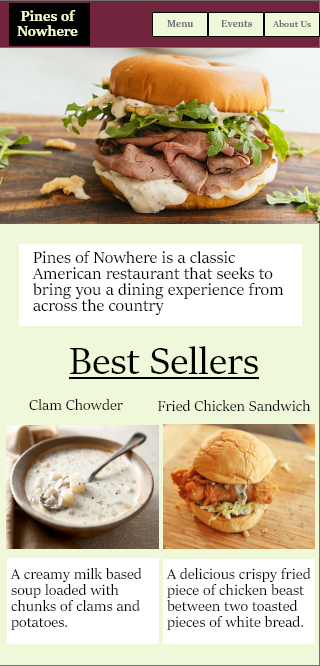 Pines of
Nowhere
Menu
Events
About Us
Pines of Nowhere is a classic
American restaurant that seeks to
bring you a dining experience from
across the country
Best Sellers
Clam Chowder
Fried Chicken Sandwich
A creamy milk based
soup loaded with
chunks of clams and
potatoes.
A delicious crispy fried
piece of chicken beast
between two toasted
pieces of white bread.